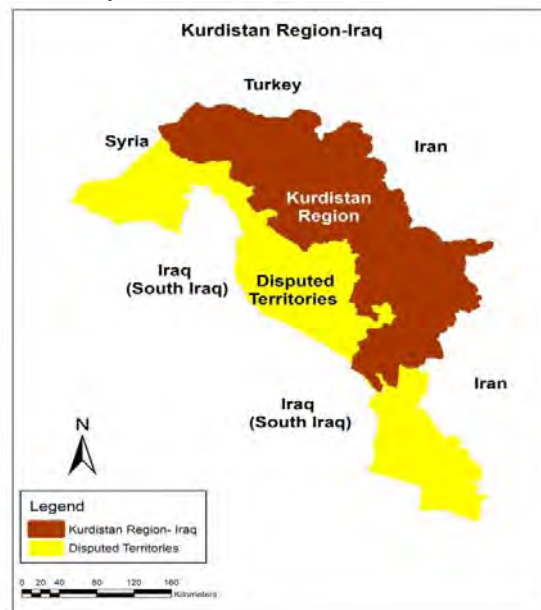 Kurdistan Region-Iraq
Turkey
Syria
Iran
Kurdistan
Region
Iraq
(South Iraq)
Disputed
Territories
Iran
Iraq
(South Iraq)
N
Legend
Kurdistan Region- Iraq
Disputed Territories
0 20 40 80 120 160
Kilometers